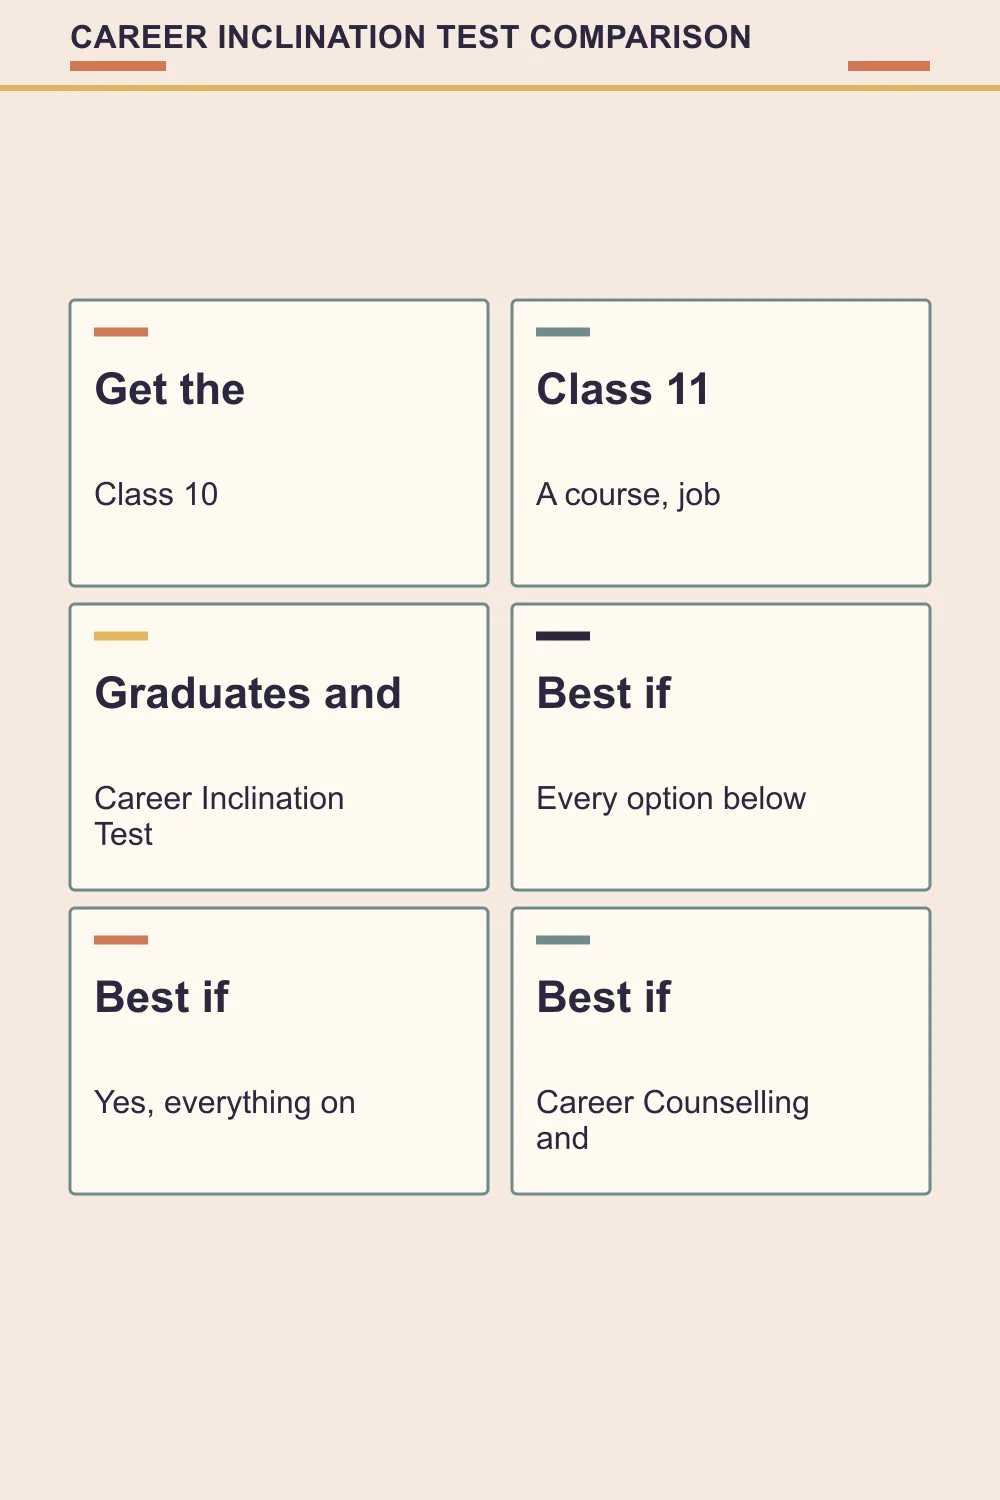 CAREER INCLINATION TEST COMPARISON
Get the
Class 10
Class 11
A course, job
Graduates and
Career Inclination
Test
Best if
Every option below
Best if
Yes, everything on
Best if
Career Counselling
and